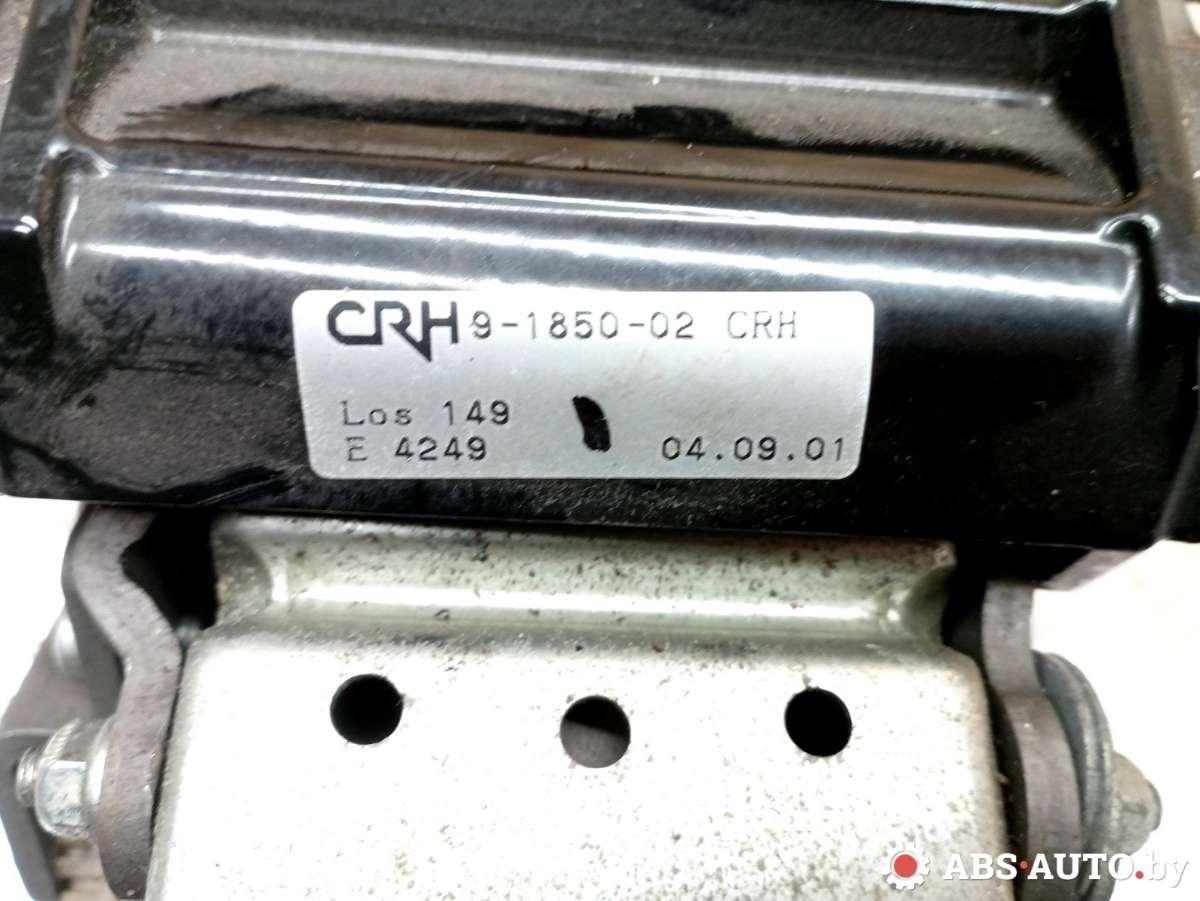 CRH 9-1850-02 CRH
Los 149
E 4249 04.09.01
ABS-AUTO.by